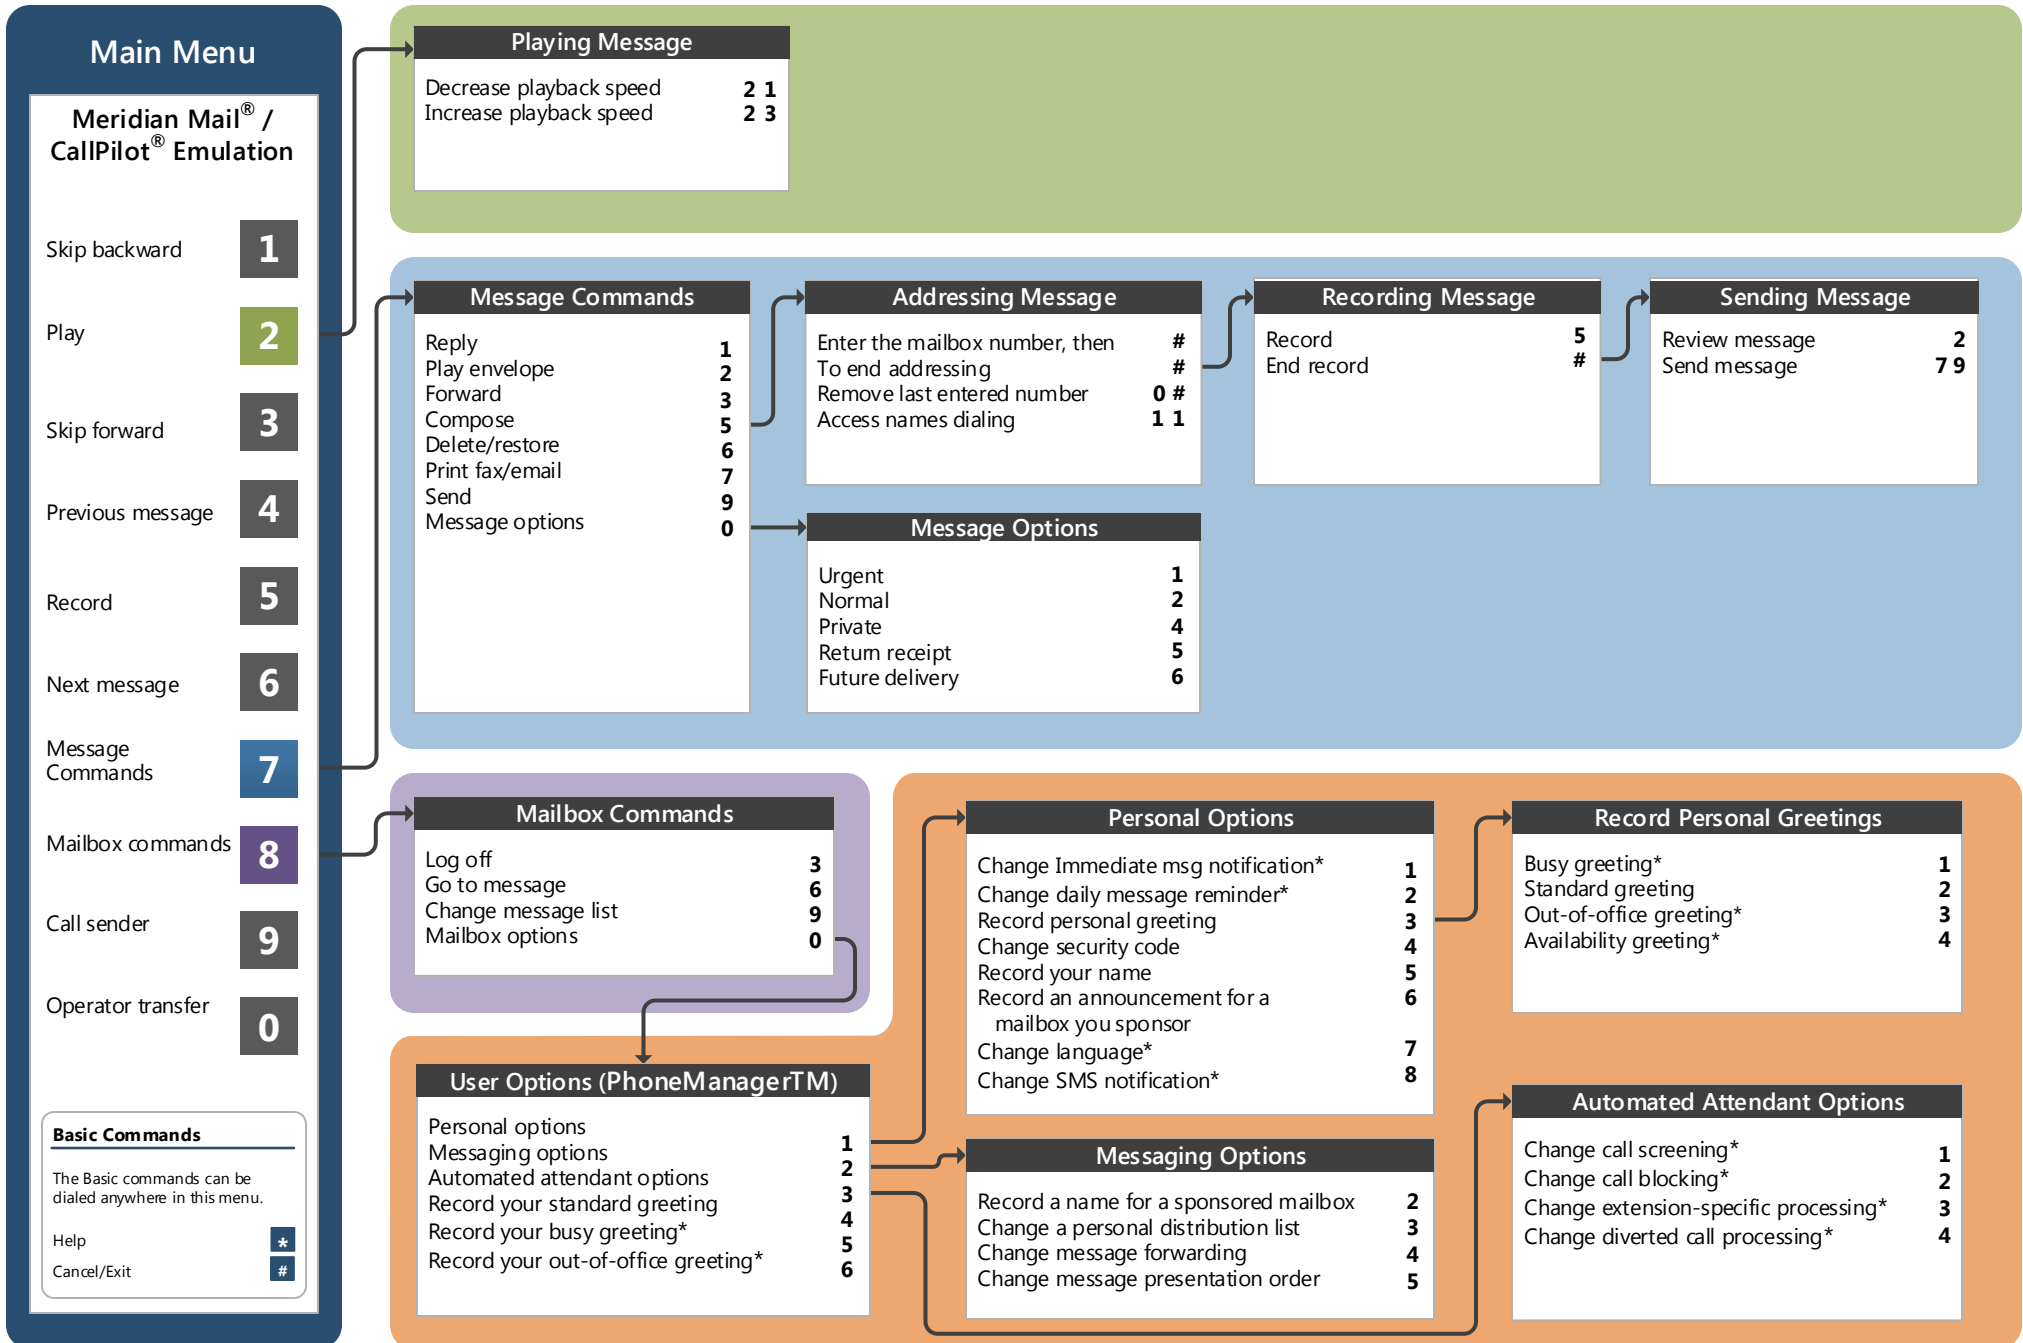 Main Menu
Meridian Mail® /
CallPilot® Emulation
Skip backward 1
Play 2
Skip forward 3
Previous message 4
Record 5
Next message 6
Message
Commands 7
Mailbox commands 8
Call sender 9
Operator transfer 0
Basic Commands
The Basic commands can be
dialed anywhere in this menu.
Help *
Cancel/Exit #
Playing Message
Decrease playback speed 2 1
Increase playback speed 2 3
Message Commands
Reply 1
Play envelope 2
Forward 3
Compose 5
Delete/restore 6
Print fax/email 7
Send 9
Message options 0
Addressing Message
Enter the mailbox number, then #
To end addressing #
Remove last entered number 0 #
Access names dialing 1 1
Recording Message
Record 5
End record #
Sending Message
Review message 2
Send message 7 9
Message Options
Urgent 1
Normal 2
Private 4
Return receipt 5
Future delivery 6
Mailbox Commands
Log off 3
Go to message 6
Change message list 9
Mailbox options 0
User Options (PhoneManagerTM)
Personal options 1
Messaging options 2
Automated attendant options 3
Record your standard greeting 4
Record your busy greeting* 5
Record your out-of-office greeting* 6
Personal Options
Change Immediate msg notification* 1
Change daily message reminder* 2
Record personal greeting 3
Change security code 4
Record your name 5
Record an announcement for a 6
mailbox you sponsor
Change language* 7
Change SMS notification* 8
Record Personal Greetings
Busy greeting* 1
Standard greeting 2
Out-of-office greeting* 3
Availability greeting* 4
Messaging Options
Record a name for a sponsored mailbox 2
Change a personal distribution list 3
Change message forwarding 4
Change message presentation order 5
Automated Attendant Options
Change call screening* 1
Change call blocking* 2
Change extension-specific processing* 3
Change diverted call processing* 4